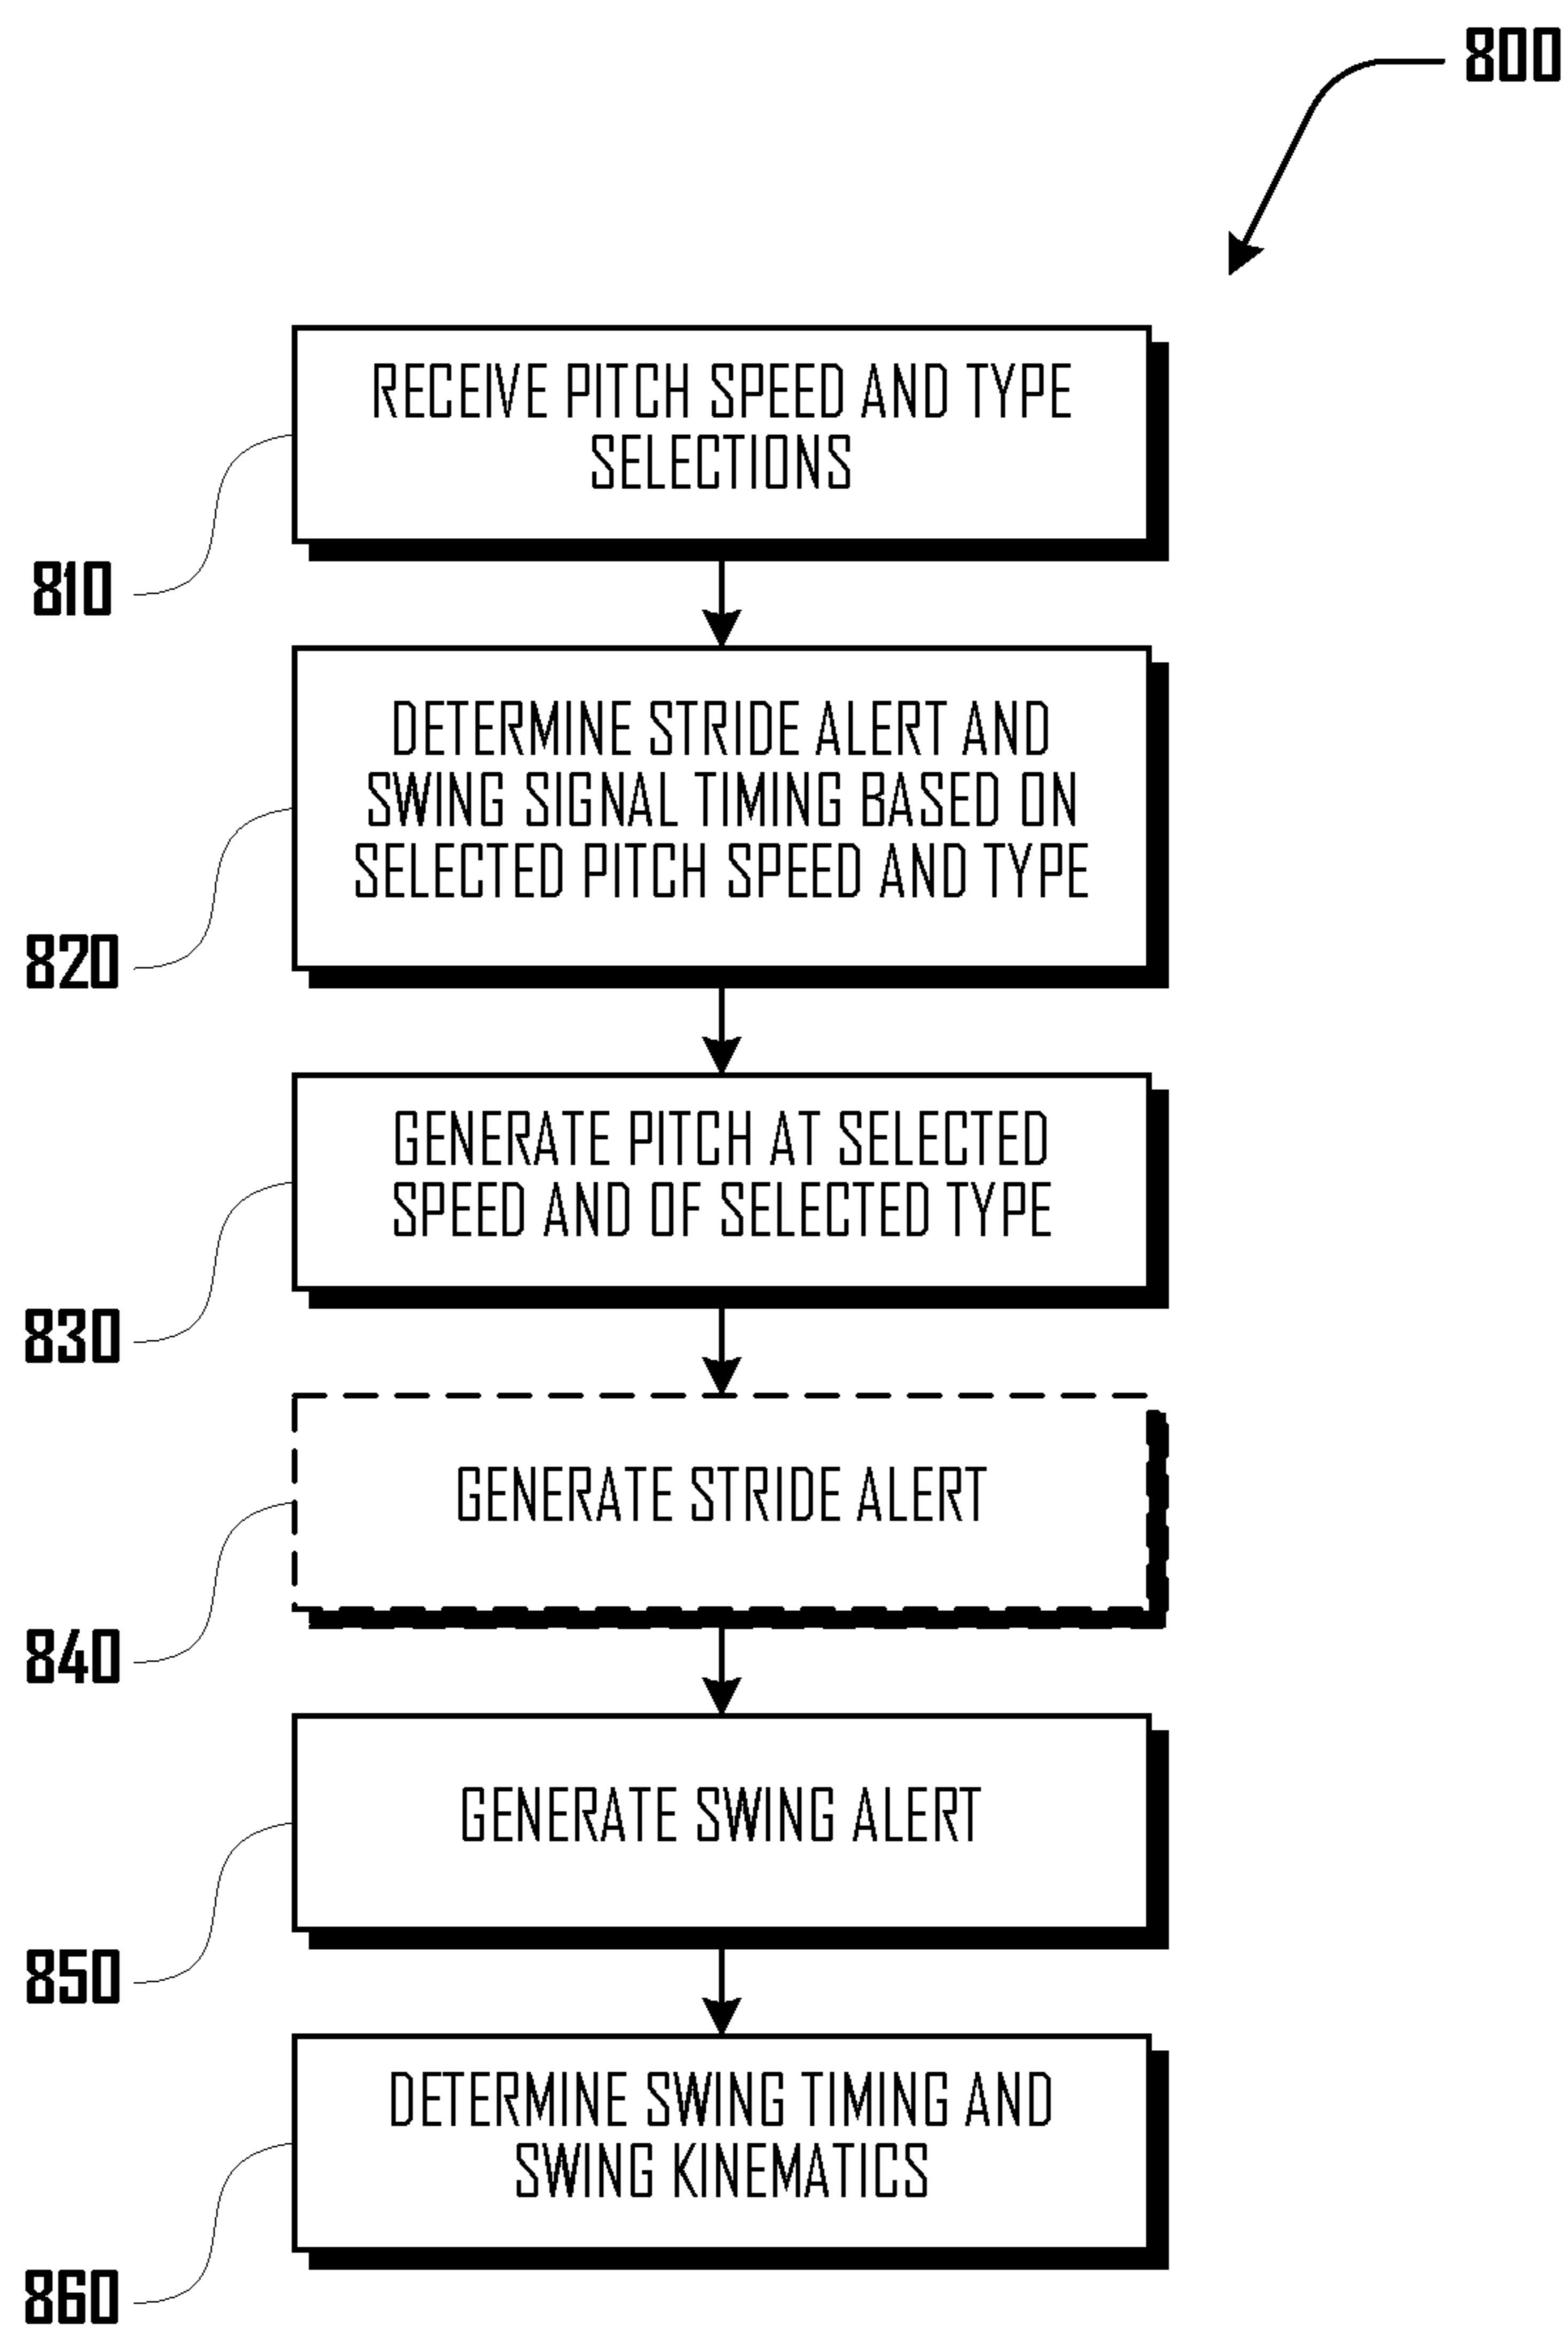 800
RECEIVE PITCH SPEED AND TYPE
SELECTIONS
810
DETERMINE STRIDE ALERT AND
SWING SIGNAL TIMING BASED ON
SELECTED PITCH SPEED AND TYPE
820
GENERATE PITCH AT SELECTED
SPEED AND OF SELECTED TYPE
830
GENERATE STRIDE ALERT
840
GENERATE SWING ALERT
850
DETERMINE SWING TIMING AND
SWING KINEMATICS
860